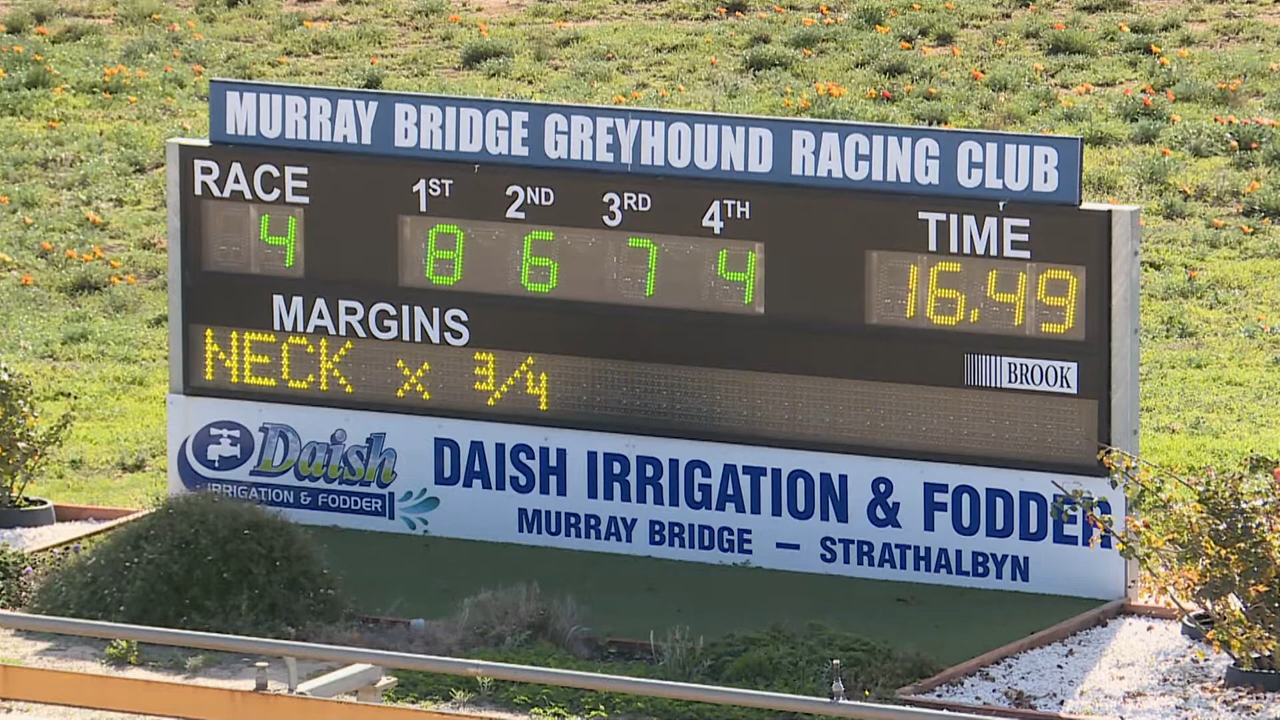 MURRAY BRIDGE GREYHOUND RACING CLUB
RACE 1ST 2ND 3RD 4TH TIME
4 8 6 7 4 16.49
MARGINS
NECK x 3/4
BROOK
Daish
IRRIGATION & FODDER
DAISH IRRIGATION & FODDER
MURRAY BRIDGE – STRATHALBYN